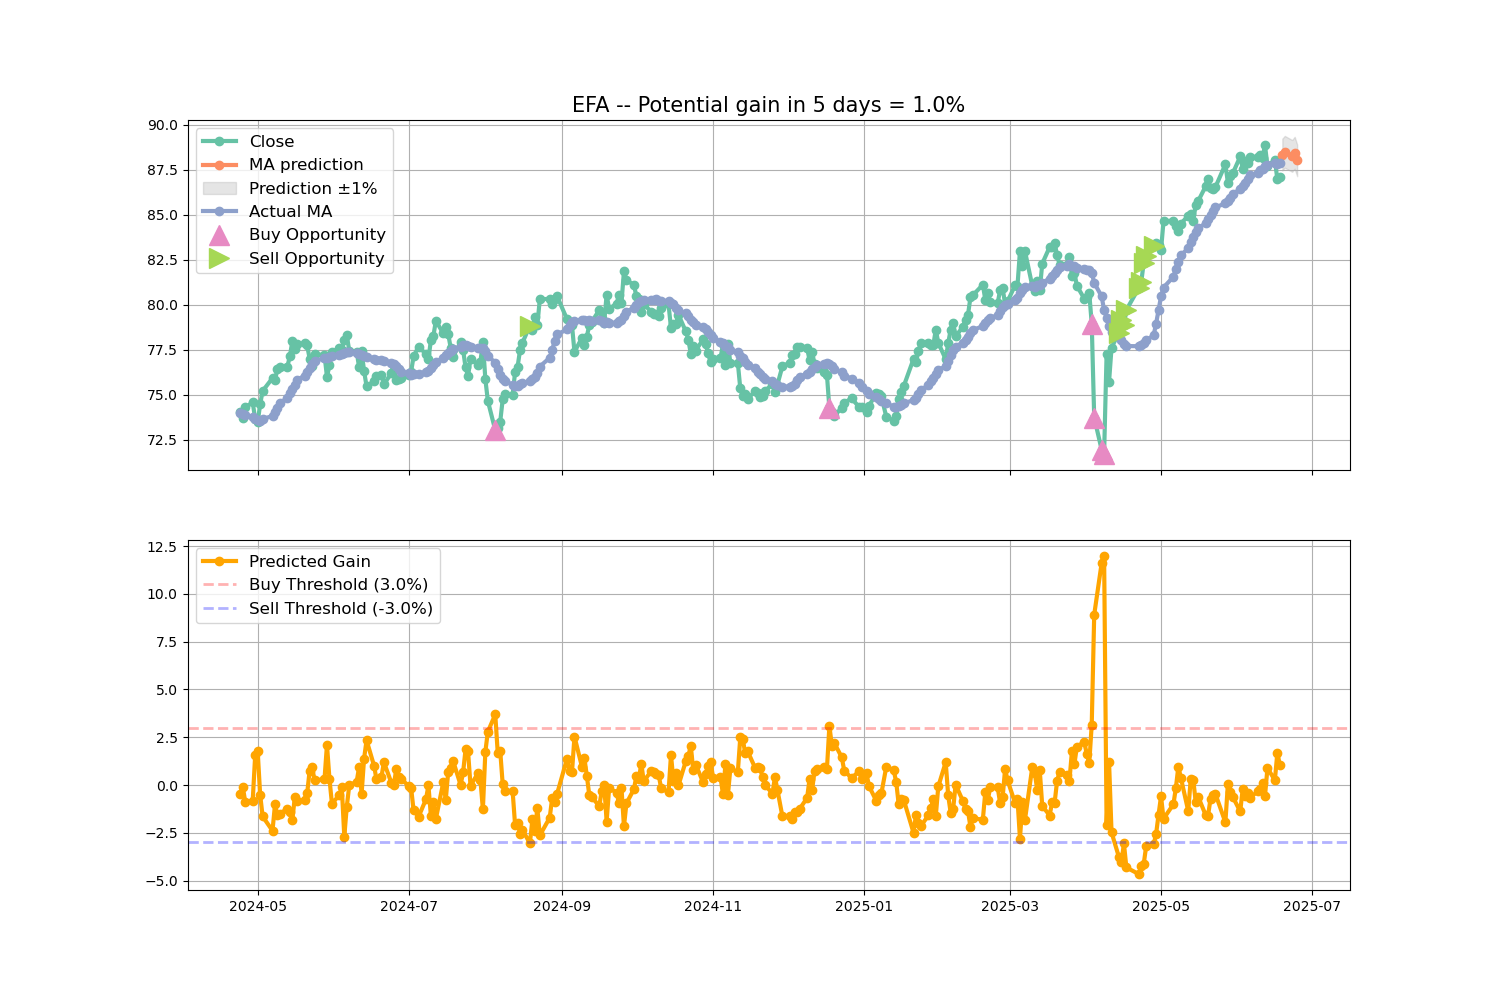 EFA -- Potential gain in 5 days = 1.0%
90.0
87.5
85.0
82.5
80.0
77.5
75.0
72.5
Close
MA prediction
Prediction ±1%
Actual MA
Buy Opportunity
Sell Opportunity
12.5
10.0
7.5
5.0
2.5
0.0
−2.5
−5.0
Predicted Gain
Buy Threshold (3.0%)
Sell Threshold (-3.0%)
2024-05
2024-07
2024-09
2024-11
2025-01
2025-03
2025-05
2025-07